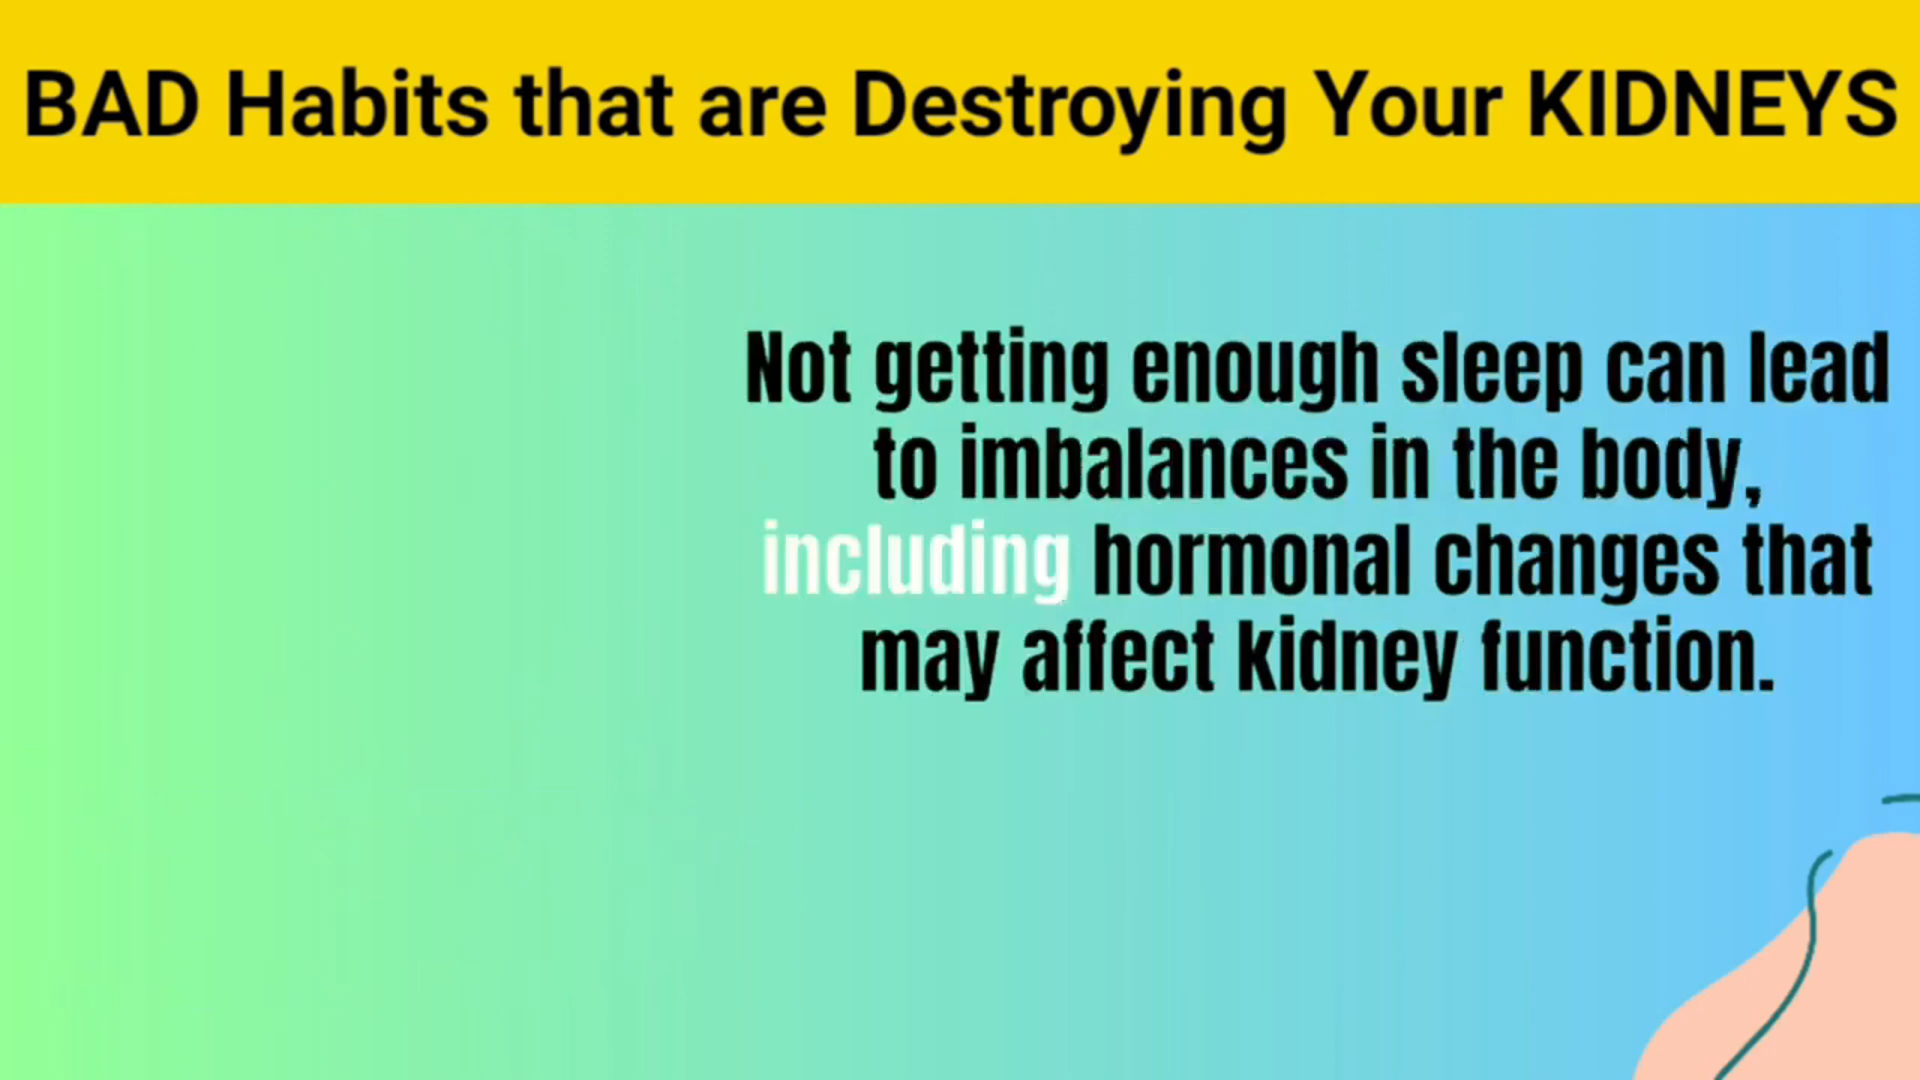 BAD Habits that are Destroying Your KIDNEYS
Not getting enough sleep can lead
to imbalances in the body,
including hormonal changes that
may affect kidney function.